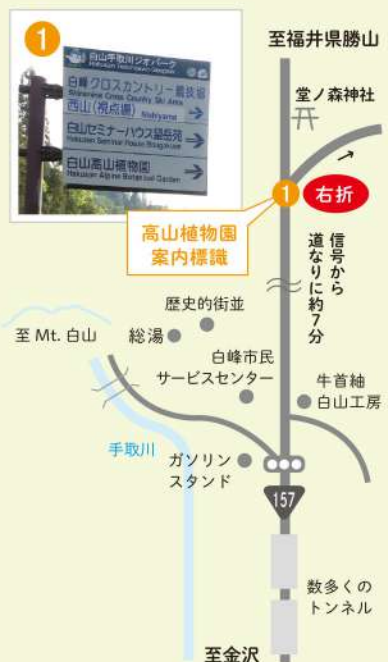 1
白山手取川ジオパーク
Hakusan Tedorigawa Geopark
白峰クロスカントリー競技場
Shiramine Cross Country Ski Area
西山(視点場) Nishiyama
白山セミナーハウス望岳苑
Hakusan Seminar House Bougakuen
白山高山植物園
Hakusan Alpine Botanical Garden
至福井県勝山
堂ノ森神社
1
右折
高山植物園
案内標識
信号から
道なりに約7分
歴史的街並
至 Mt. 白山
総湯
白峰市民
サービスセンター
牛首紬
白山工房
手取川
ガソリン
スタンド
157
数多くの
トンネル
至金沢